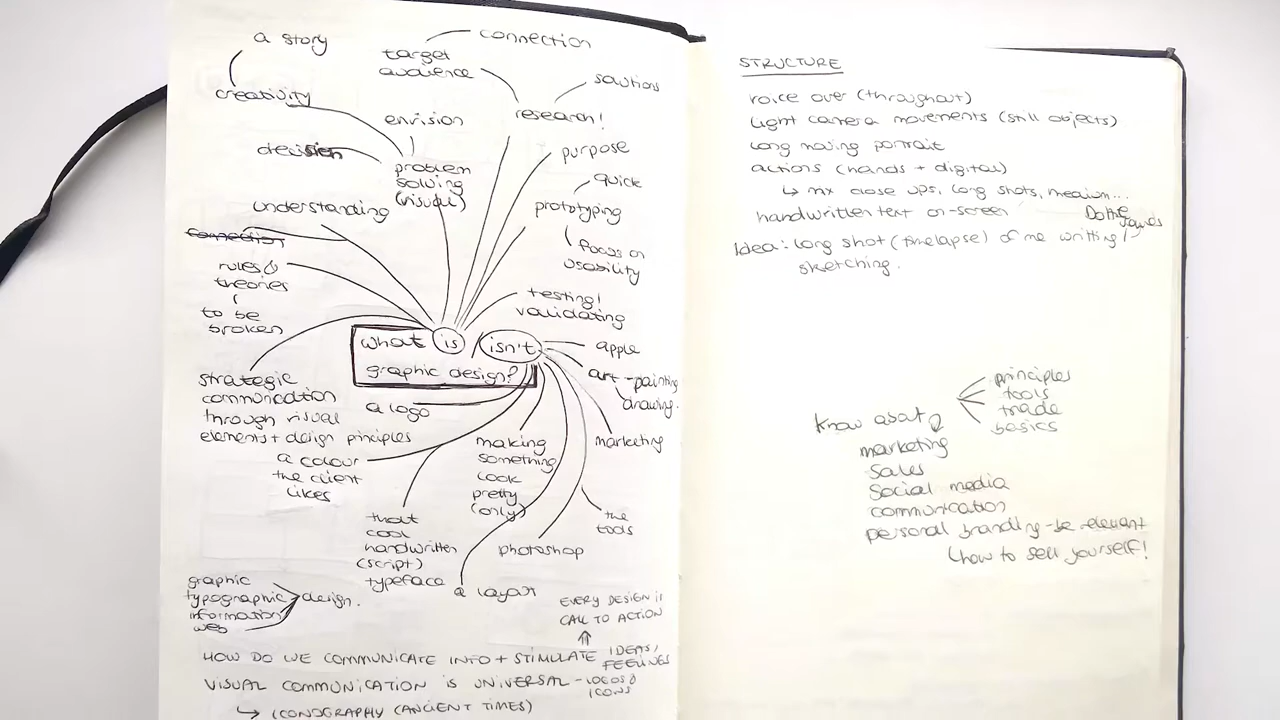 a story
connection
target
audience
solutions
creativity
research!
envision
decision
purpose
problem
solving
(visual)
quick
understanding
prototyping
connection
focus on
usability
rules &
theories
to be
broken
testing!
validating
what is / isn't
graphic design?
apple
art - painting
drawing.
strategic
communication
through visual
elements + design principles
a logo
marketing
making
something
look
pretty
(only)
a colour
the client
likes
the
tools
that
cool
handwritten
(script)
typeface
photoshop
a layout
graphic
typographic
information
web
design.
EVERY DESIGN IS
CALL TO ACTION
HOW DO WE COMMUNICATE INFO + STIMULATE IDEAS/
FEELINGS
VISUAL COMMUNICATION IS UNIVERSAL - LOGOS &
ICONS
↳ ICONOGRAPHY (ANCIENT TIMES)
STRUCTURE
voice over (throughout)
light camera movements (still objects)
long moving portrait
actions (hands + digital)
↳ mx close ups, long shots, medium...
handwritten text on-screen
Do the
Idea: long shot (timelapse) of me writting/
sketching.
principles
tools
trade
basics
know about
marketing
sales
social media
communication
personal branding - be relevant
how to sell yourself!